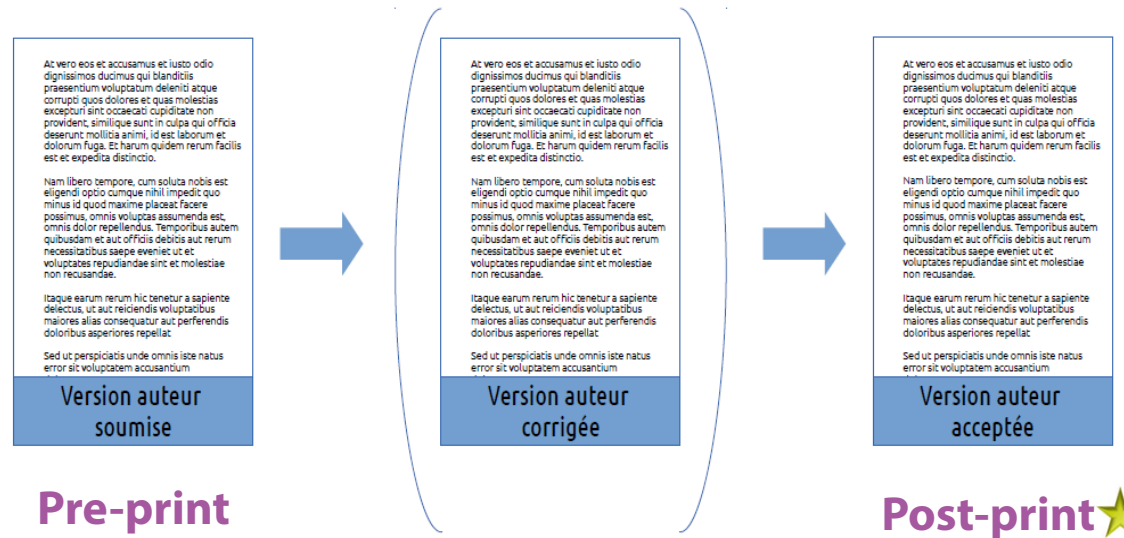 At vero eos et accusamus et iusto odio
dignissimos ducimus qui blanditiis
praesentium voluptatum deleniti atque
corrupti quos dolores et quas molestias
excepturi sint occaecati cupiditate non
provident, similique sunt in culpa qui officia
deserunt mollitia animi, id est laborum et
dolorum fuga. Et harum quidem rerum facilis
est et expedita distinctio.
Nam libero tempore, cum soluta nobis est
eligendi optio cumque nihil impedit quo
minus id quod maxime placeat facere
possimus, omnis voluptas assumenda est,
omnis dolor repellendus. Temporibus autem
quibusdam et aut officiis debitis aut rerum
necessitatibus saepe eveniet ut et
voluptates repudiandae sint et molestiae
non recusandae.
Itaque earum rerum hic tenetur a sapiente
delectus, ut aut reiciendis voluptatibus
maiores alias consequatur aut perferendis
doloribus asperiores repellat
Sed ut perspiciatis unde omnis iste natus
error sit voluptatem accusantium
Version auteur
soumise
Pre-print
At vero eos et accusamus et iusto odio
dignissimos ducimus qui blanditiis
praesentium voluptatum deleniti atque
corrupti quos dolores et quas molestias
excepturi sint occaecati cupiditate non
provident, similique sunt in culpa qui officia
deserunt mollitia animi, id est laborum et
dolorum fuga. Et harum quidem rerum facilis
est et expedita distinctio.
Nam libero tempore, cum soluta nobis est
eligendi optio cumque nihil impedit quo
minus id quod maxime placeat facere
possimus, omnis voluptas assumenda est,
omnis dolor repellendus. Temporibus autem
quibusdam et aut officiis debitis aut rerum
necessitatibus saepe eveniet ut et
voluptates repudiandae sint et molestiae
non recusandae.
Itaque earum rerum hic tenetur a sapiente
delectus, ut aut reiciendis voluptatibus
maiores alias consequatur aut perferendis
doloribus asperiores repellat
Sed ut perspiciatis unde omnis iste natus
error sit voluptatem accusantium
Version auteur
corrigée
At vero eos et accusamus et iusto odio
dignissimos ducimus qui blanditiis
praesentium voluptatum deleniti atque
corrupti quos dolores et quas molestias
excepturi sint occaecati cupiditate non
provident, similique sunt in culpa qui officia
deserunt mollitia animi, id est laborum et
dolorum fuga. Et harum quidem rerum facilis
est et expedita distinctio.
Nam libero tempore, cum soluta nobis est
eligendi optio cumque nihil impedit quo
minus id quod maxime placeat facere
possimus, omnis voluptas assumenda est,
omnis dolor repellendus. Temporibus autem
quibusdam et aut officiis debitis aut rerum
necessitatibus saepe eveniet ut et
voluptates repudiandae sint et molestiae
non recusandae.
Itaque earum rerum hic tenetur a sapiente
delectus, ut aut reiciendis voluptatibus
maiores alias consequatur aut perferendis
doloribus asperiores repellat
Sed ut perspiciatis unde omnis iste natus
error sit voluptatem accusantium
Version auteur
acceptée
Post-print